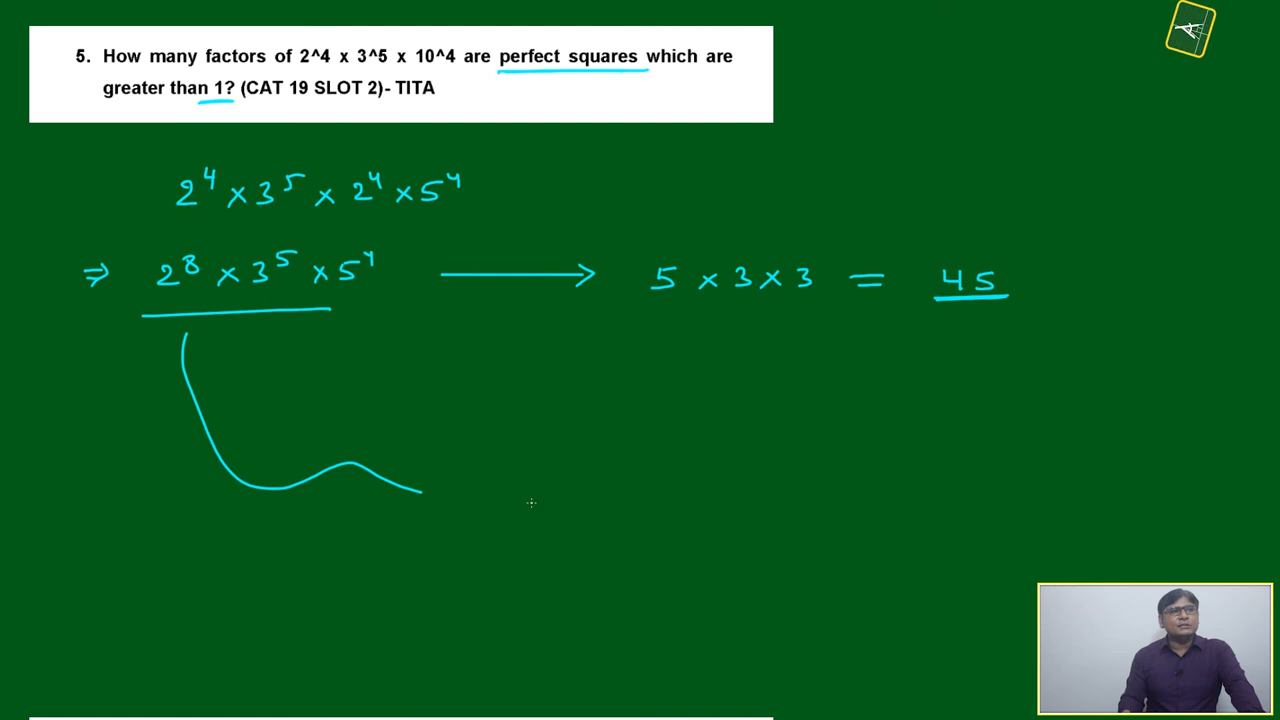 5. How many factors of 2^4 x 3^5 x 10^4 are perfect squares which are
greater than 1? (CAT 19 SLOT 2)- TITA
2⁴ × 3⁵ × 2⁴ × 5⁴
⇒ 2⁸ × 3⁵ × 5⁴ ⟶ 5 × 3 × 3 = 45